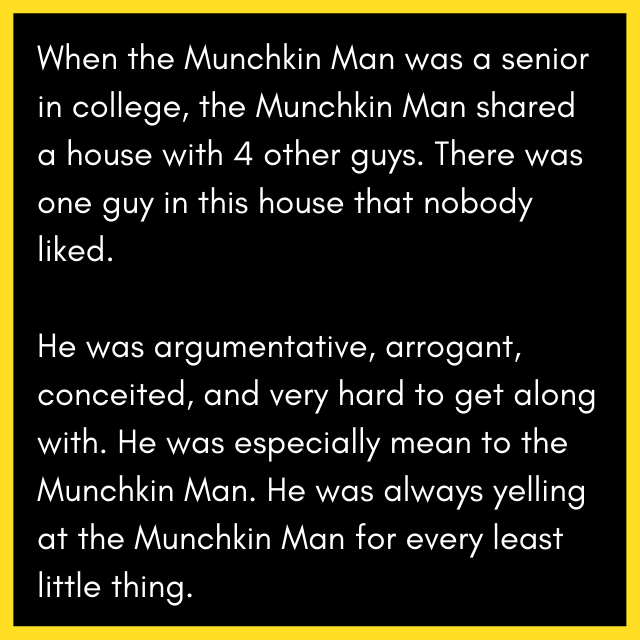 When the Munchkin Man was a senior
in college, the Munchkin Man shared
a house with 4 other guys. There was
one guy in this house that nobody
liked.
He was argumentative, arrogant,
conceited, and very hard to get along
with. He was especially mean to the
Munchkin Man. He was always yelling
at the Munchkin Man for every least
little thing.